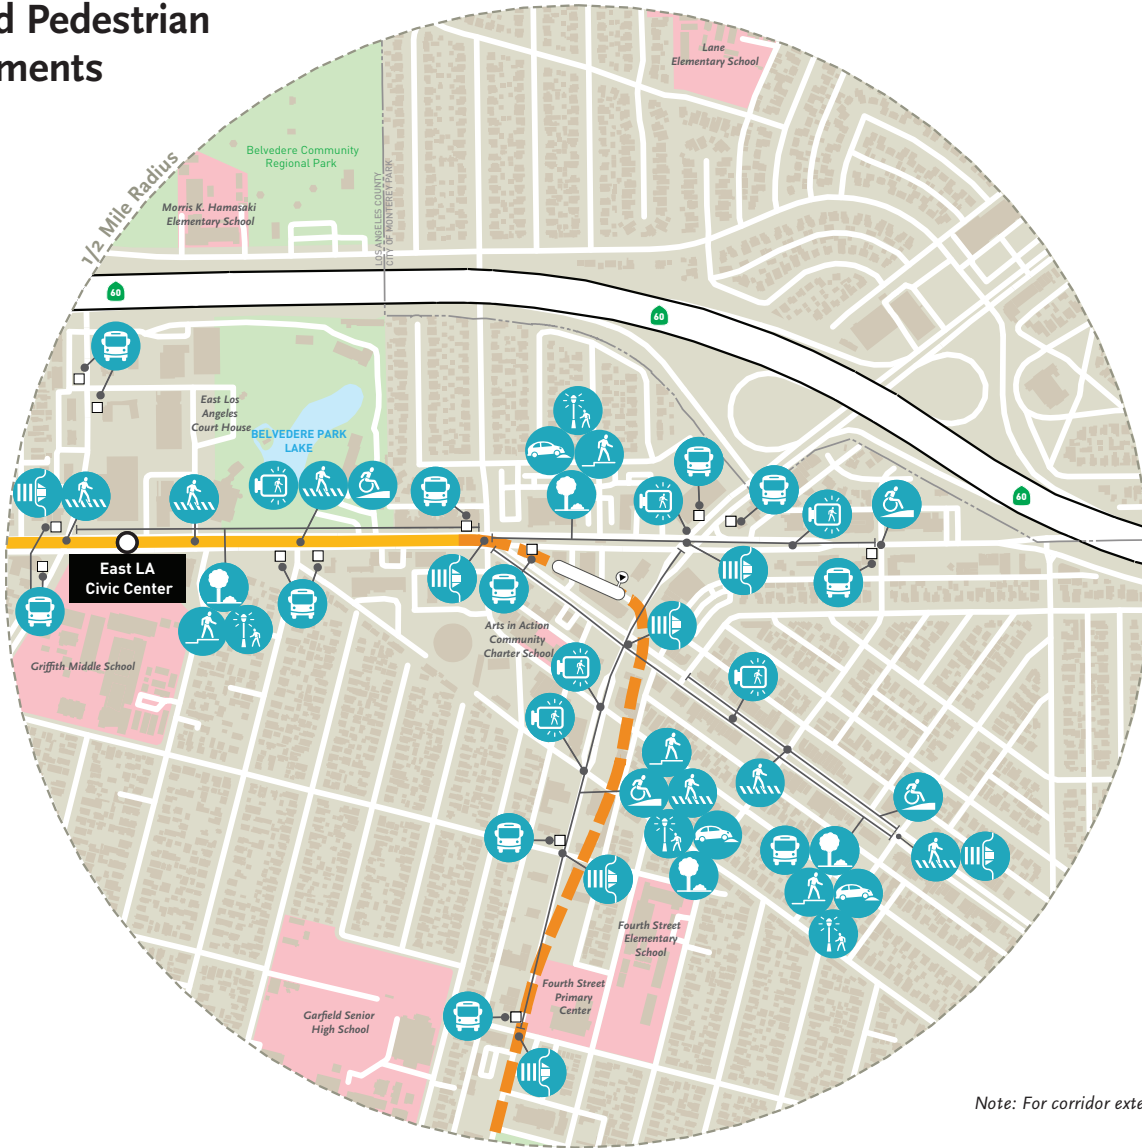 d Pedestrian
ments
Lane
Elementary School
Belvedere Community
Regional Park
1/2 Mile Radius
Morris K. Hamasaki
Elementary School
LOS ANGELES COUNTY
CITY OF MONTEREY PARK
60
60
East Los
Angeles
Court House
BELVEDERE PARK
LAKE
60
East LA
Civic Center
Arts in Action
Community
Charter School
Griffith Middle School
Fourth Street
Elementary
School
Fourth Street
Primary
Center
Garfield Senior
High School
Note: For corridor exte